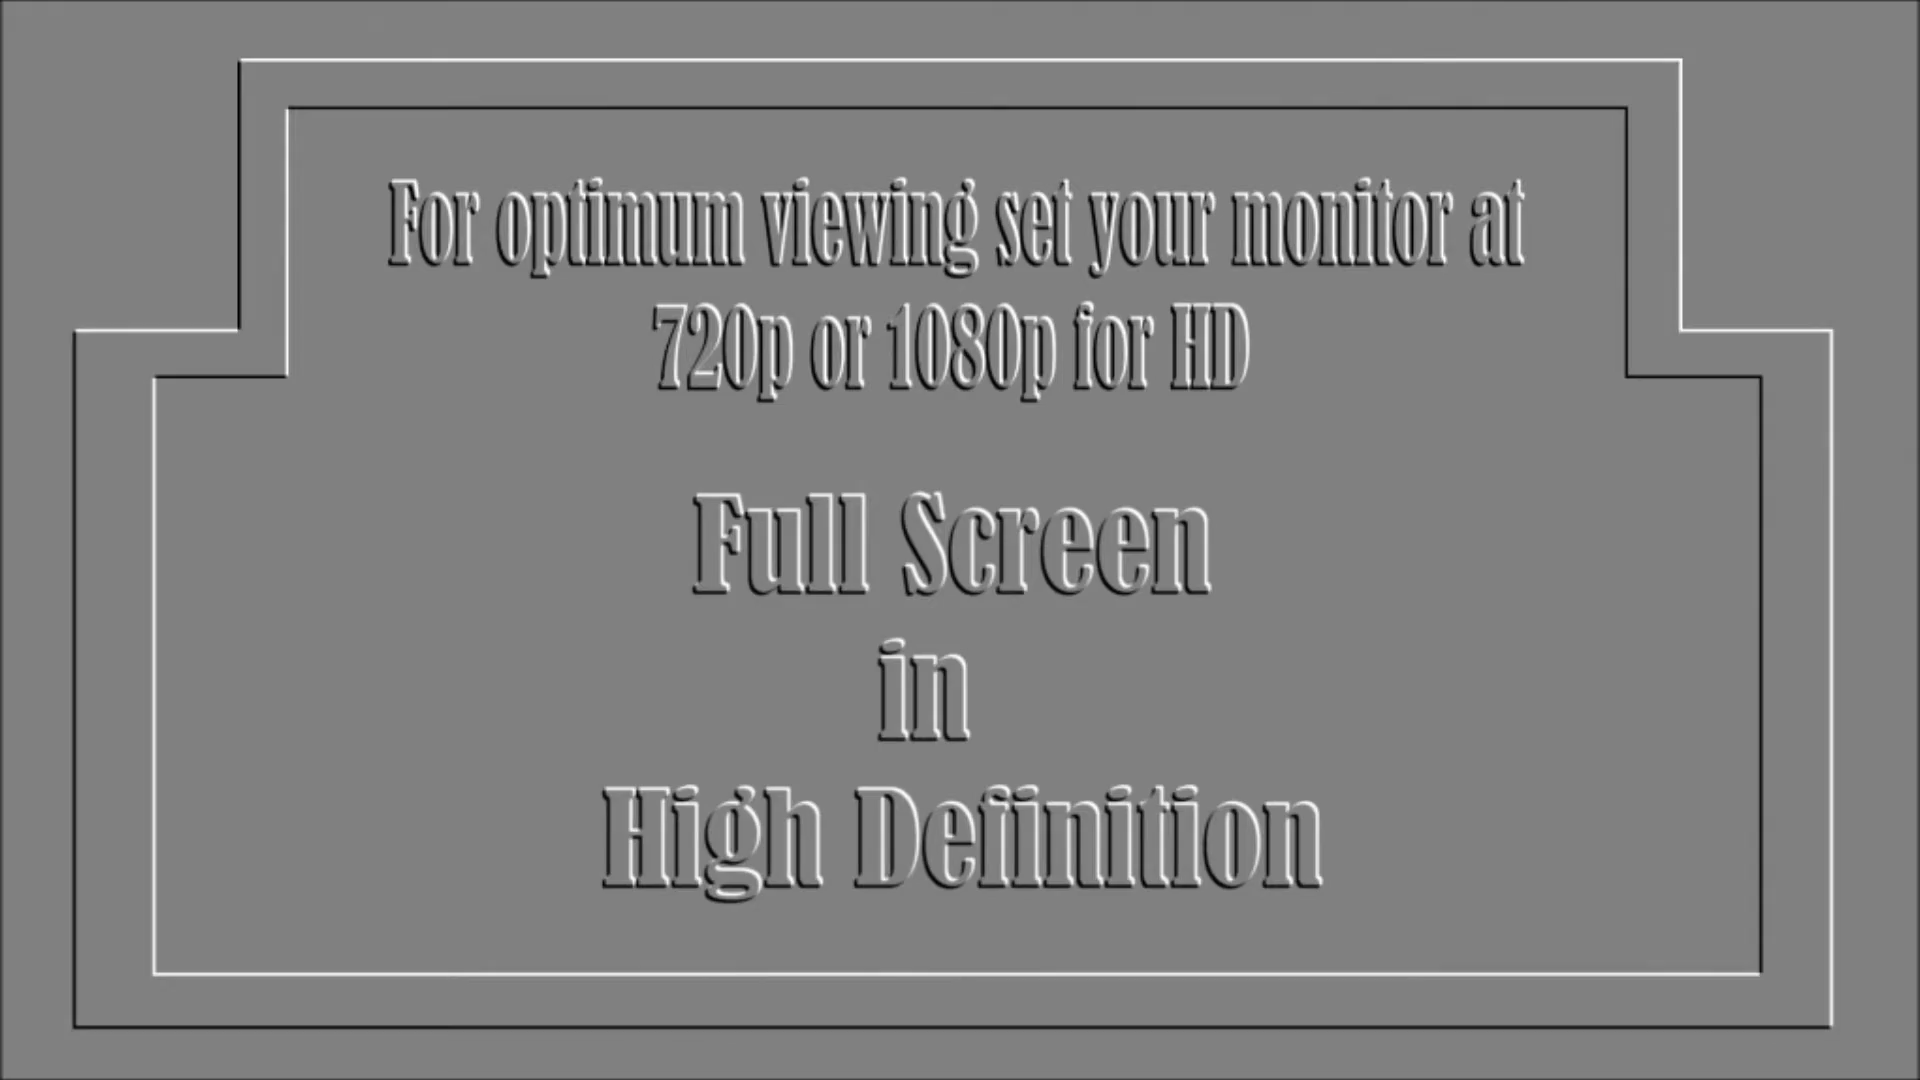 For optimum viewing set your monitor at
720p or 1080p for HD
Full Screen
in
High Definition